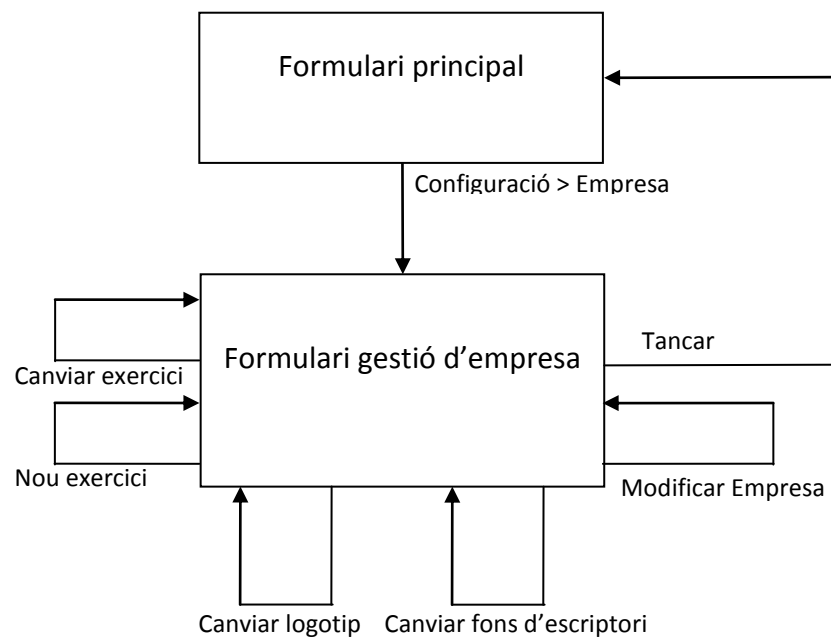 Formulari principal
Configuració > Empresa
Formulari gestió d'empresa
Tancar
Canviar exercici
Nou exercici
Modificar Empresa
Canviar logotip
Canviar fons d'escriptori